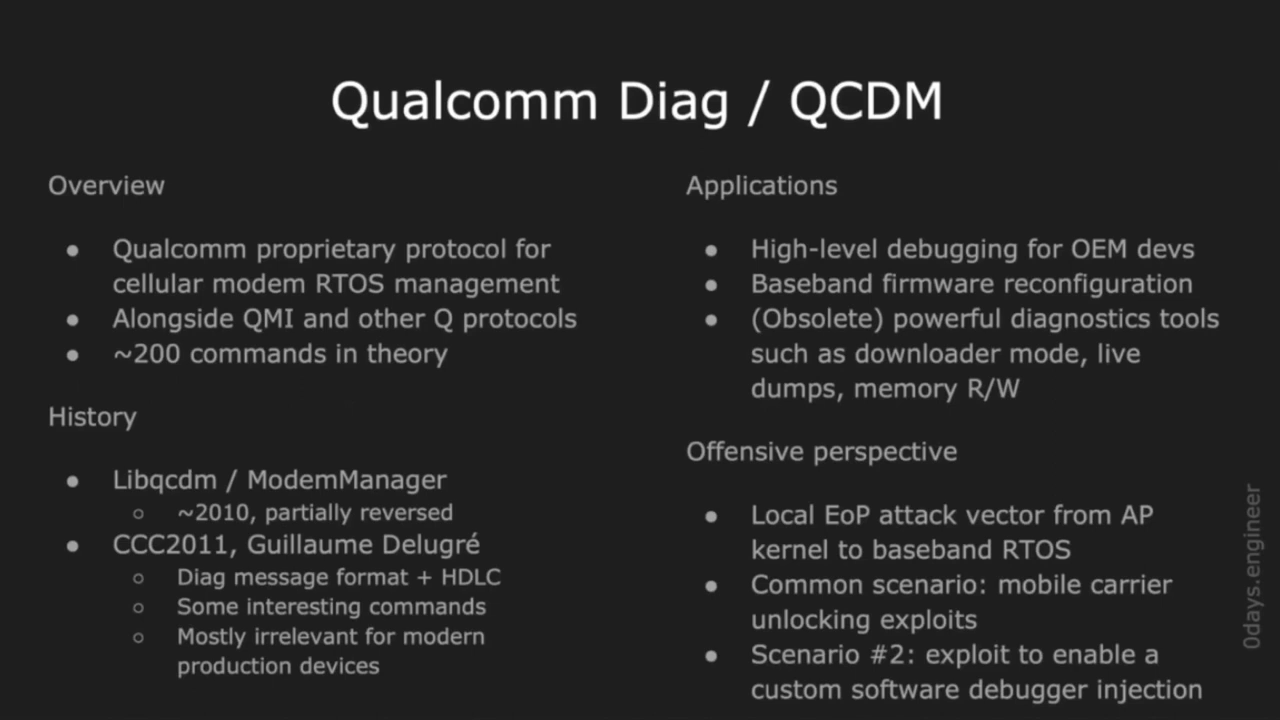 Qualcomm Diag / QCDM
Overview
● Qualcomm proprietary protocol for
cellular modem RTOS management
● Alongside QMI and other Q protocols
● ~200 commands in theory
History
● Libqcdm / ModemManager
○ ~2010, partially reversed
● CCC2011, Guillaume Delugré
○ Diag message format + HDLC
○ Some interesting commands
○ Mostly irrelevant for modern
production devices
Applications
● High-level debugging for OEM devs
● Baseband firmware reconfiguration
● (Obsolete) powerful diagnostics tools
such as downloader mode, live
dumps, memory R/W
Offensive perspective
● Local EoP attack vector from AP
kernel to baseband RTOS
● Common scenario: mobile carrier
unlocking exploits
● Scenario #2: exploit to enable a
custom software debugger injection
0days.engineer